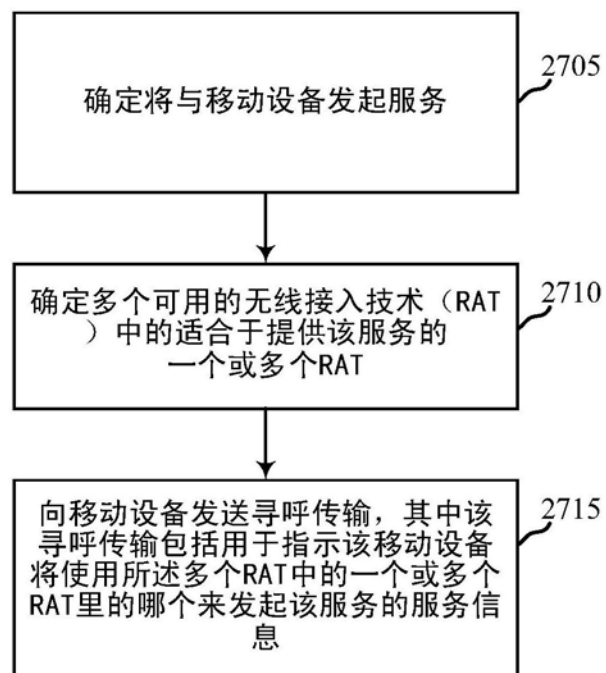 确定将与移动设备发起服务
2705
确定多个可用的无线接入技术（RAT
）中的适合于提供该服务的
一个或多个RAT
2710
向移动设备发送寻呼传输，其中该
寻呼传输包括用于指示该移动设备
将使用所述多个RAT中的一个或多个
RAT里的哪个来发起该服务的服务信
息
2715